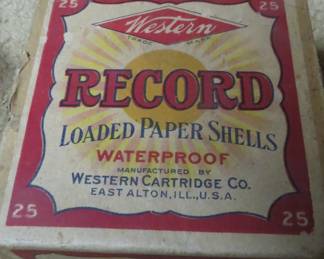 25 25
Western
TRADE MARK
RECORD
LOADED PAPER SHELLS
WATERPROOF
MANUFACTURED BY
WESTERN CARTRIDGE CO.
EAST ALTON, ILL., U.S.A.
25 25